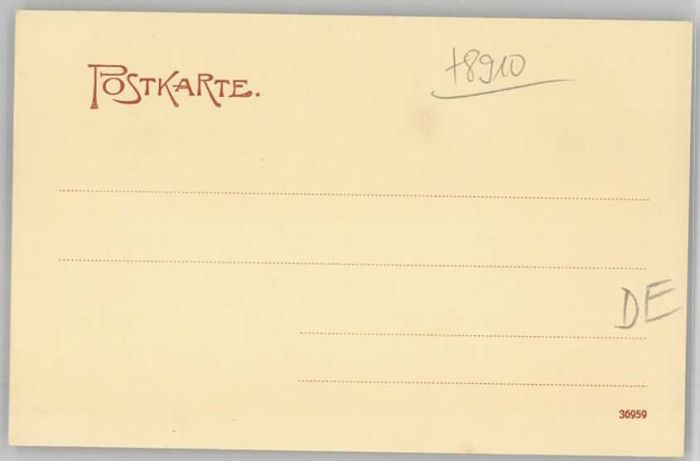 POSTKARTE.
+8910
DE
36959